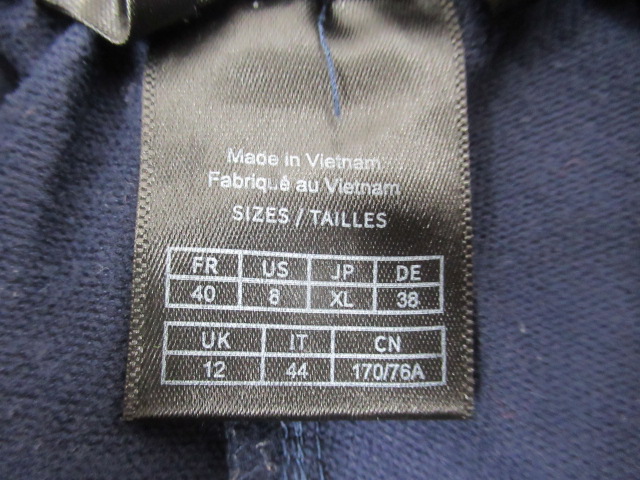 Made in Vietnam
Fabriqué au Vietnam
SIZES / TAILLES
FR US JP DE
40 8 XL 38
UK IT CN
12 44 170/76A